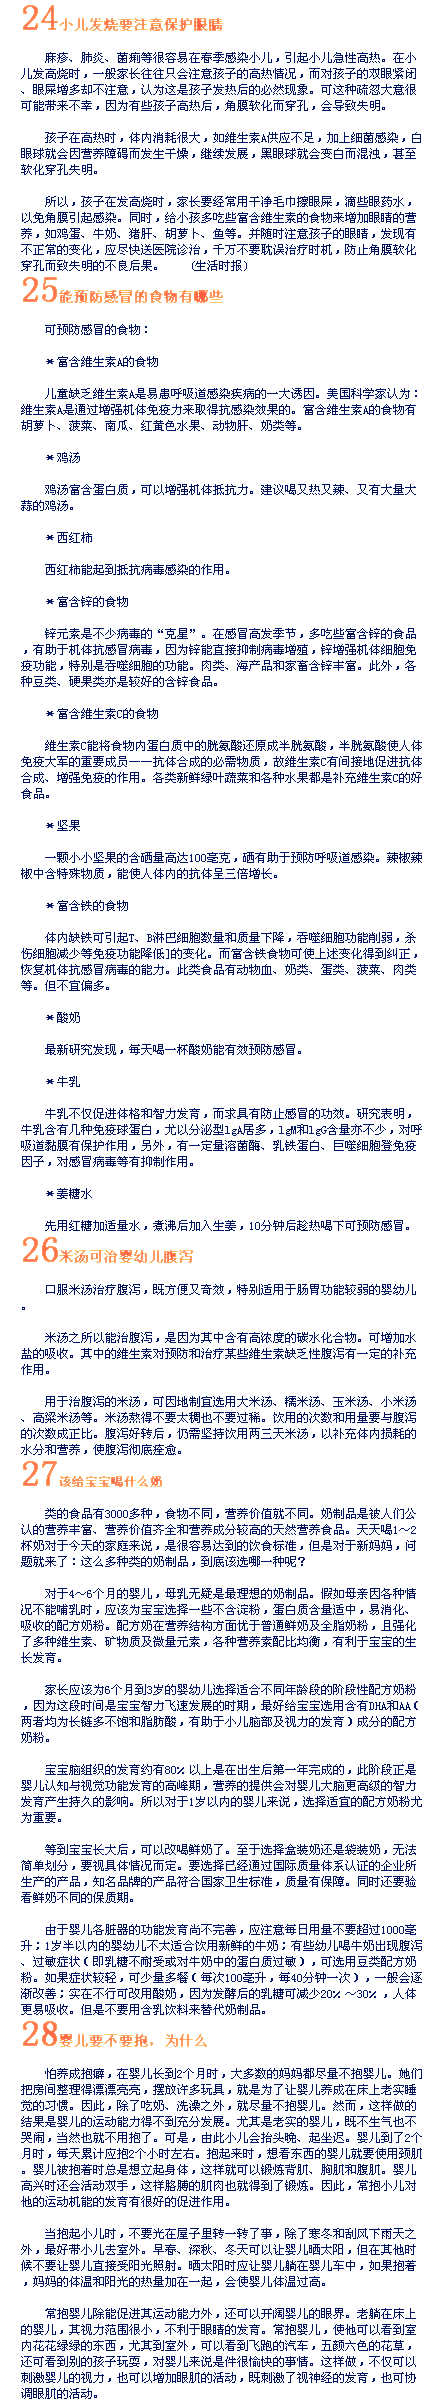 24小儿发烧要注意保护眼睛
麻疹、肺炎、菌痢等很容易在春季感染小儿，引起小儿急性高热。在小
儿发高烧时，一般家长往往只会注意孩子的高热情况，而对孩子的双眼紧闭
、眼屎增多却不注意，认为这是孩子发热后的必然现象。可这种疏忽大意很
可能带来不幸，因为有些孩子高热后，角膜软化而穿孔，会导致失明。
孩子在高热时，体内消耗很大，如维生素A供应不足，加上细菌感染，白
眼球就会因营养障碍而发生干燥，继续发展，黑眼球就会变白而混浊，甚至
软化穿孔失明。
所以，孩子在发高烧时，家长要经常用干净毛巾擦眼屎，滴些眼药水，
以免角膜引起感染。同时，给小孩多吃些富含维生素的食物来增加眼睛的营
养，如鸡蛋、牛奶、猪肝、胡萝卜、鱼等。并随时注意孩子的眼睛，发现有
不正常的变化，应尽快送医院诊治，千万不要耽误治疗时机，防止角膜软化
穿孔而致失明的不良后果。 （生活时报）
25能预防感冒的食物有哪些
可预防感冒的食物：
＊富含维生素A的食物
儿童缺乏维生素A是易患呼吸道感染疾病的一大诱因。美国科学家认为：
维生素A是通过增强机体免疫力来取得抗感染效果的。富含维生素A的食物有
胡萝卜、菠菜、南瓜、红黄色水果、动物肝、奶类等。
＊鸡汤
鸡汤富含蛋白质，可以增强机体抵抗力。建议喝又热又辣、又有大量大
蒜的鸡汤。
＊西红柿
西红柿能起到抵抗病毒感染的作用。
＊富含锌的食物
锌元素是不少病毒的“克星”。在感冒高发季节，多吃些富含锌的食品
，有助于机体抗感冒病毒，因为锌能直接抑制病毒增殖，锌增强机体细胞免
疫功能，特别是吞噬细胞的功能。肉类、海产品和家畜含锌丰富。此外，各
种豆类、硬果类亦是较好的含锌食品。
＊富含维生素C的食物
维生素C能将食物内蛋白质中的胱氨酸还原成半胱氨酸，半胱氨酸使人体
免疫大军的重要成员——抗体合成的必需物质，故维生素C有间接地促进抗体
合成、增强免疫的作用。各类新鲜绿叶蔬菜和各种水果都是补充维生素C的好
食品。
＊坚果
一颗小小坚果的含硒量高达100毫克，硒有助于预防呼吸道感染。辣椒辣
椒中含特殊物质，能使人体内的抗体呈三倍增长。
＊富含铁的食物
体内缺铁可引起T、B淋巴细胞数量和质量下降，吞噬细胞功能削弱，杀
伤细胞减少等免疫功能降低]的变化。而富含铁食物可使上述变化得到纠正，
恢复机体抗感冒病毒的能力。此类食品有动物血、奶类、蛋类、菠菜、肉类
等。但不宜偏多。
＊酸奶
最新研究发现，每天喝一杯酸奶能有效预防感冒。
＊牛乳
牛乳不仅促进体格和智力发育，而求具有防止感冒的功效。研究表明，
牛乳含有几种免疫球蛋白，尤以分泌型lgA居多，lgM和lgG含量亦不少，对呼
吸道黏膜有保护作用，另外，有一定量溶菌酶、乳铁蛋白、巨噬细胞登免疫
因子，对感冒病毒等有抑制作用。
＊姜糖水
先用红糖加适量水，煮沸后加入生姜，10分钟后趁热喝下可预防感冒。
26米汤可治婴幼儿腹泻
口服米汤治疗腹泻，既方便又奇效，特别适用于肠胃功能较弱的婴幼儿
。
米汤之所以能治腹泻，是因为其中含有高浓度的碳水化合物。可增加水
盐的吸收。其中的维生素对预防和治疗某些维生素缺乏性腹泻有一定的补充
作用。
用于治腹泻的米汤，可因地制宜选用大米汤、糯米汤、玉米汤、小米汤
、高粱米汤等。米汤熬得不要太稠也不要过稀。饮用的次数和用量要与腹泻
的次数成正比。腹泻好转后，仍需坚持饮用两三天米汤，以补充体内损耗的
水分和营养，使腹泻彻底痊愈。
27该给宝宝喝什么奶
类的食品有3000多种，食物不同，营养价值就不同。奶制品是被人们公
认的营养丰富、营养价值齐全和营养成分较高的天然营养食品。天天喝1～2
杯奶对于今天的家庭来说，是很容易达到的饮食标准，但是对于新妈妈，问
题就来了：这么多种类的奶制品，到底该选哪一种呢？
对于4～6个月的婴儿，母乳无疑是最理想的奶制品。假如母亲因各种情
况不能哺乳时，应该为宝宝选择一些不含淀粉，蛋白质含量适中，易消化、
吸收的配方奶粉。配方奶在营养结构方面优于普通鲜奶及全脂奶粉，且强化
了多种维生素、矿物质及微量元素，各种营养素配比均衡，有利于宝宝的生
长发育。
家长应该为6个月到3岁的婴幼儿选择适合不同年龄段的阶段性配方奶粉
，因为这段时间是宝宝智力飞速发展的时期，最好给宝宝选用含有DHA和AA（
两者均为长链多不饱和脂肪酸，有助于小儿脑部及视力的发育）成分的配方
奶粉。
宝宝脑组织的发育约有80％以上是在出生后第一年完成的，此阶段正是
婴儿认知与视觉功能发育的高峰期，营养的提供会对婴儿大脑更高级的智力
发育产生持久的影响。所以对于1岁以内的婴儿来说，选择适宜的配方奶粉尤
为重要。
等到宝宝长大后，可以改喝鲜奶了。至于选择盒装奶还是袋装奶，无法
简单划分，要视具体情况而定。要选择已经通过国际质量体系认证的企业所
生产的产品，知名品牌的产品符合国家卫生标准，质量有保障。同时还要验
看鲜奶不同的保质期。
由于婴儿各脏器的功能发育尚不完善，应注意每日用量不要超过1000毫
升；1岁半以内的婴幼儿不太适合饮用新鲜的牛奶；有些幼儿喝牛奶出现腹泻
、过敏症状（即乳糖不耐受或对牛奶中的蛋白质过敏），可选用豆类配方奶
粉。如果症状较轻，可少量多餐（每次100毫升，每40分钟一次），一般会逐
渐改善；实在不行可改用酸奶，因为发酵后的乳糖可减少20％～30％，人体
更易吸收。但是不要用含乳饮料来替代奶制品。
28婴儿要不要抱，为什么
怕养成抱癖，在婴儿长到2个月时，大多数的妈妈都尽量不抱婴儿。她们
把房间整理得漂漂亮亮，摆放许多玩具，就是为了让婴儿养成在床上老实睡
觉的习惯。因此，除了吃奶、洗澡之外，就尽量不抱婴儿。然而，这样做的
结果是婴儿的运动能力得不到充分发展。尤其是老实的婴儿，既不生气也不
哭闹，当然也就不用抱了。可是，由此小儿会抬头晚、起坐迟。婴儿到了2个
月时，每天累计应抱2个小时左右。抱起来时，想看东西的婴儿就要使用颈肌
。婴儿被抱着时总是想立起身体，这样就可以锻炼背肌、胸肌和腹肌。婴儿
高兴时还会活动双手，这样胳膊的肌肉也就得到了锻炼。因此，常抱小儿对
他的运动机能的发育有很好的促进作用。
当抱起小儿时，不要光在屋子里转一转了事，除了寒冬和刮风下雨天之
外，最好带小儿去室外。早春、深秋、冬天可以让婴儿晒太阳，但在其他时
候不要让婴儿直接受阳光照射。晒太阳时应让婴儿躺在婴儿车中，如果抱着
，妈妈的体温和阳光的热量加在一起，会使婴儿体温过高。
常抱婴儿除能促进其运动能力外，还可以开阔婴儿的眼界。老躺在床上
的婴儿，其视力范围很小，不利于眼睛的发育。常抱婴儿，使他可以看到室
内花花绿绿的东西，尤其到室外，可以看到飞跑的汽车，五颜六色的花草，
还可看到别的孩子玩耍，对婴儿来说是件很愉快的事情。这样做，不仅可以
刺激婴儿的视力，也可以增加眼肌的活动，既刺激了视神经的发育，也可协
调眼肌的活动。